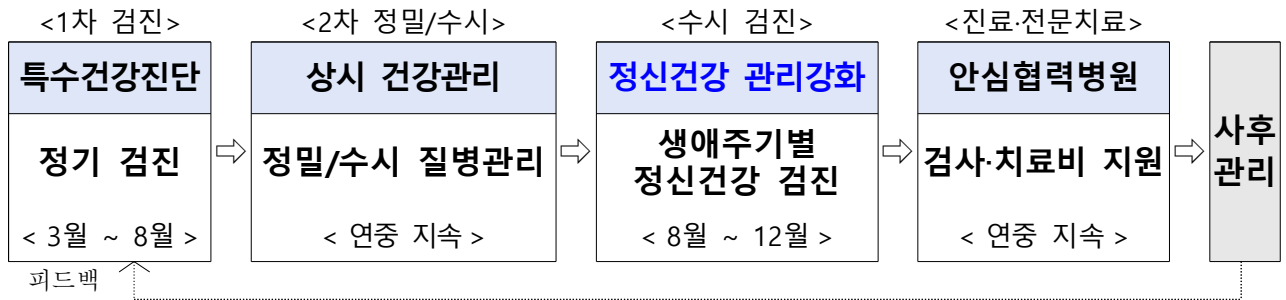 <1차 검진>
<2차 정밀/수시>
<수시 검진>
<진료·전문치료>
특수건강진단
상시 건강관리
정신건강 관리강화
안심협력병원
정기 검진
정밀/수시 질병관리
생애주기별
정신건강 검진
검사·치료비 지원
사후
관리
< 3월 ~ 8월 >
< 연중 지속 >
< 8월 ~ 12월 >
< 연중 지속 >
피드백